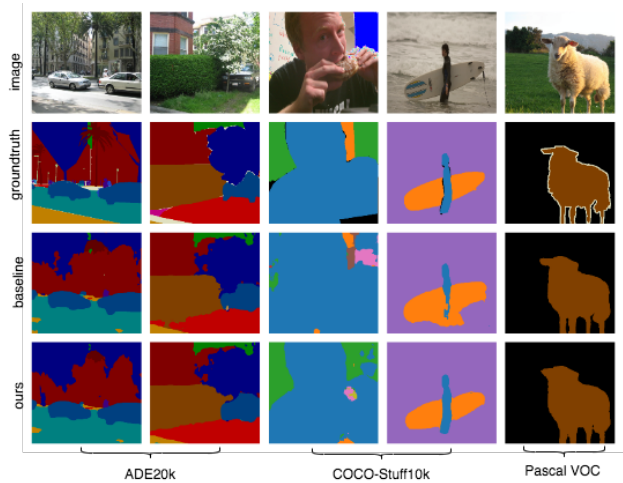 image
groundtruth
baseline
ours
ADE20k
COCO-Stuff10k
Pascal VOC